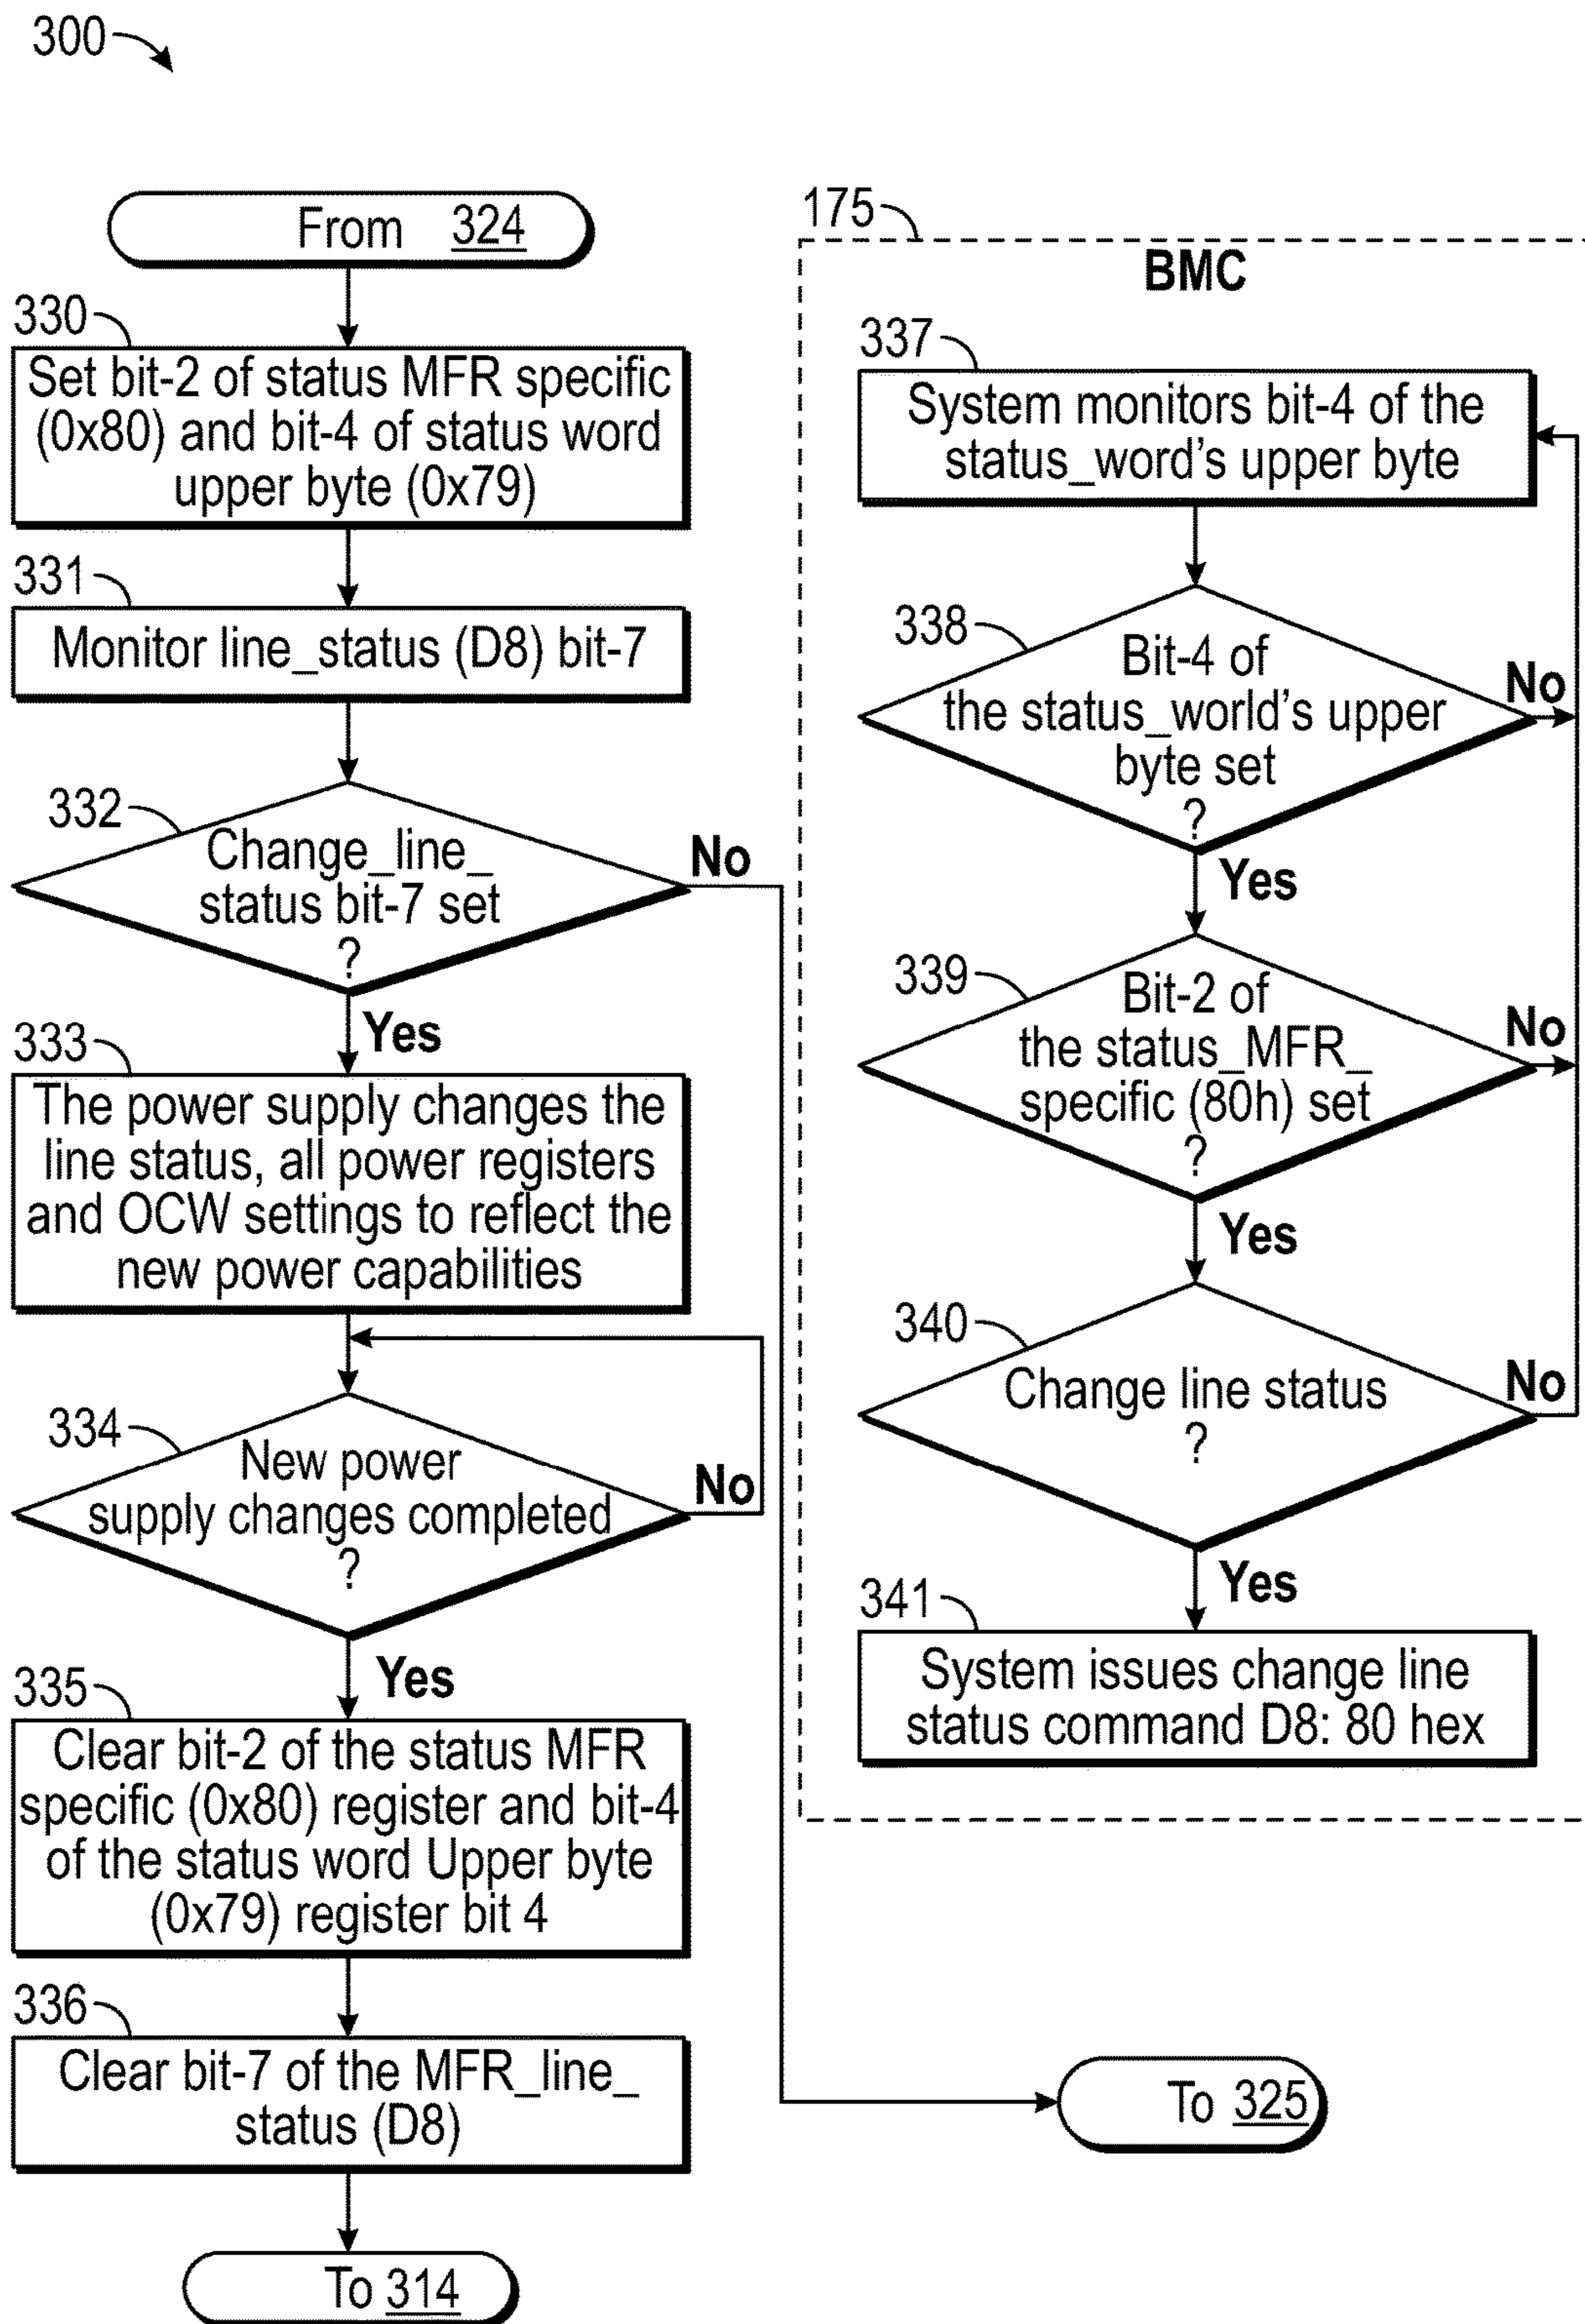 300
From 324
330
Set bit-2 of status MFR specific
(0x80) and bit-4 of status word
upper byte (0x79)
331
Monitor line_status (D8) bit-7
332
Change_line_
status bit-7 set
?
No
Yes
333
The power supply changes the
line status, all power registers
and OCW settings to reflect the
new power capabilities
334
New power
supply changes completed
?
No
Yes
335
Clear bit-2 of the status MFR
specific (0x80) register and bit-4
of the status word Upper byte
(0x79) register bit 4
336
Clear bit-7 of the MFR_line_
status (D8)
To 314
175
BMC
337
System monitors bit-4 of the
status_word's upper byte
338
Bit-4 of
the status_world's upper
byte set
?
No
Yes
339
Bit-2 of
the status_MFR_
specific (80h) set
?
No
Yes
340
Change line status
?
No
Yes
341
System issues change line
status command D8: 80 hex
To 325